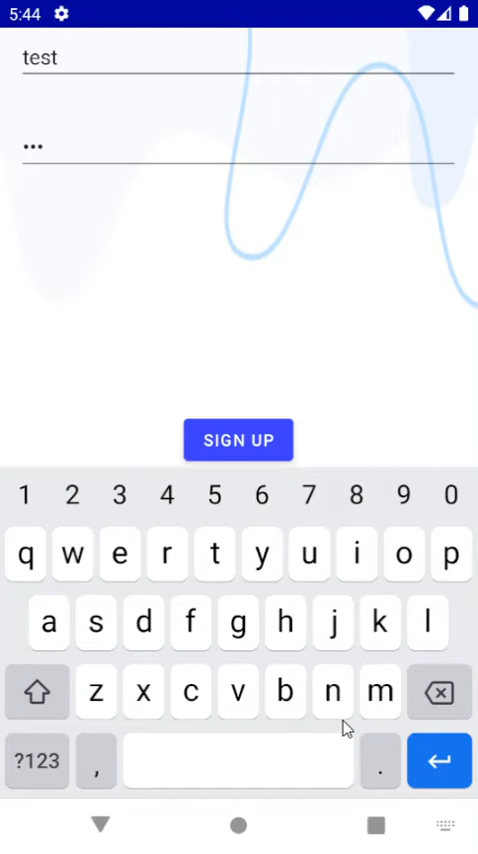 5:44
test
•••
SIGN UP
1 2 3 4 5 6 7 8 9 0
q w e r t y u i o p
a s d f g h j k l
z x c v b n m
?123 , .